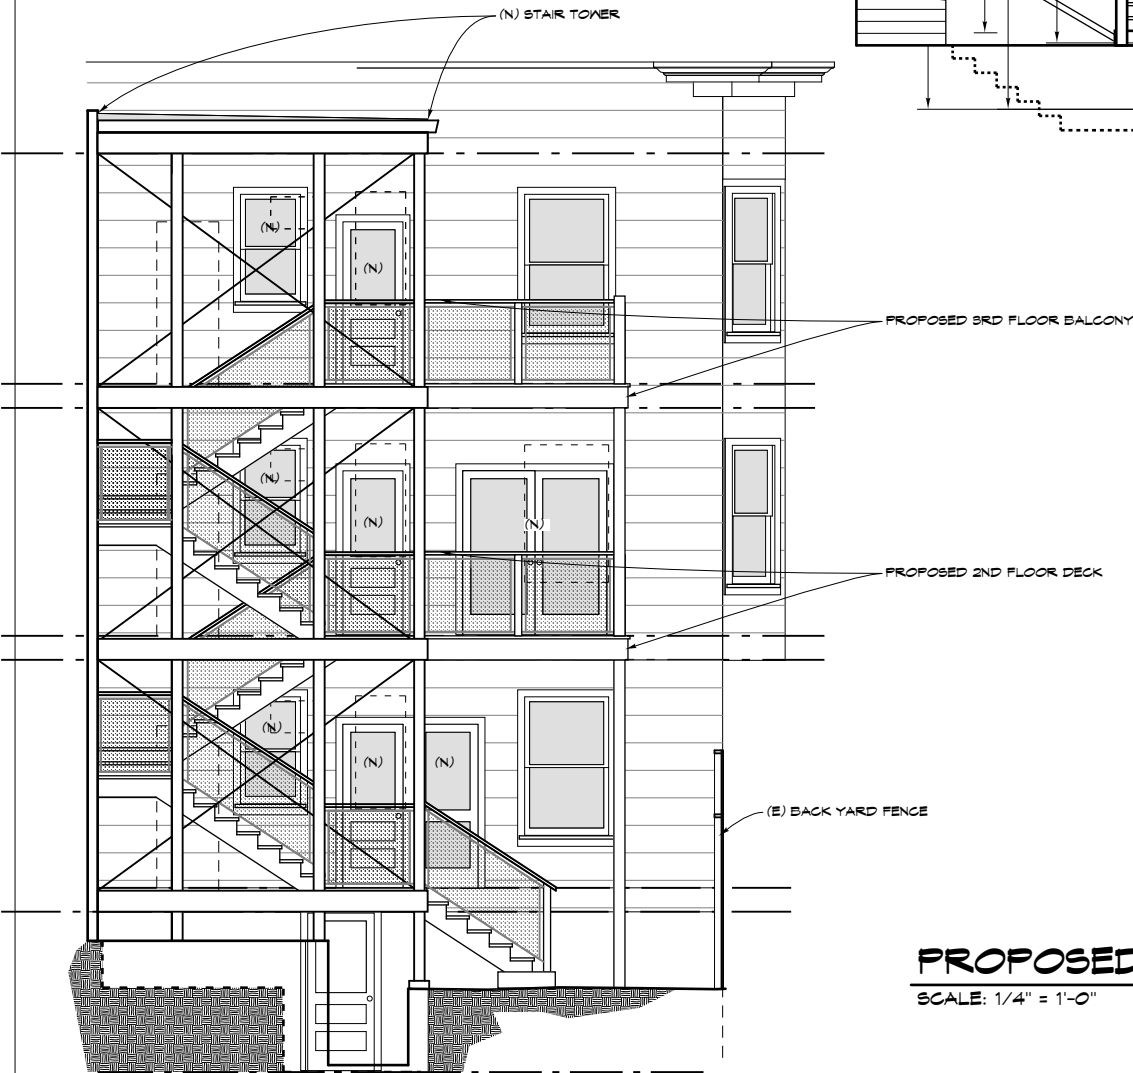 (N) STAIR TOWER
(N)
(N)
PROPOSED 3RD FLOOR BALCONY
(N)
(N)
(N)
PROPOSED 2ND FLOOR DECK
(N)
(N)
(N)
(E) BACK YARD FENCE
PROPOSED
SCALE: 1/4" = 1'-0"